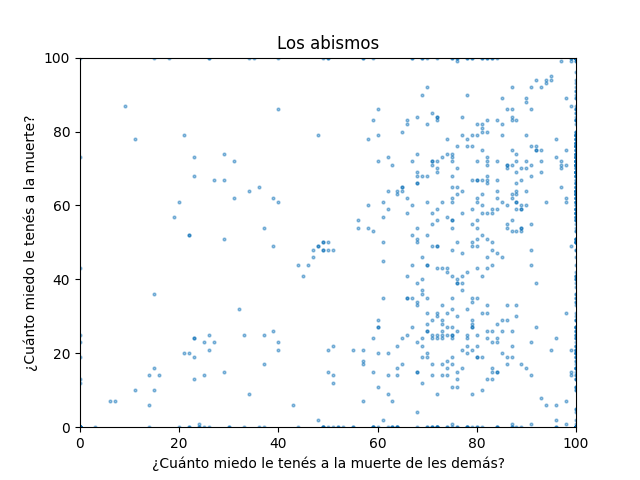 Los abismos
¿Cuánto miedo le tenés a la muerte?
100
80
60
40
20
0
0 20 40 60 80 100
¿Cuánto miedo le tenés a la muerte de les demás?